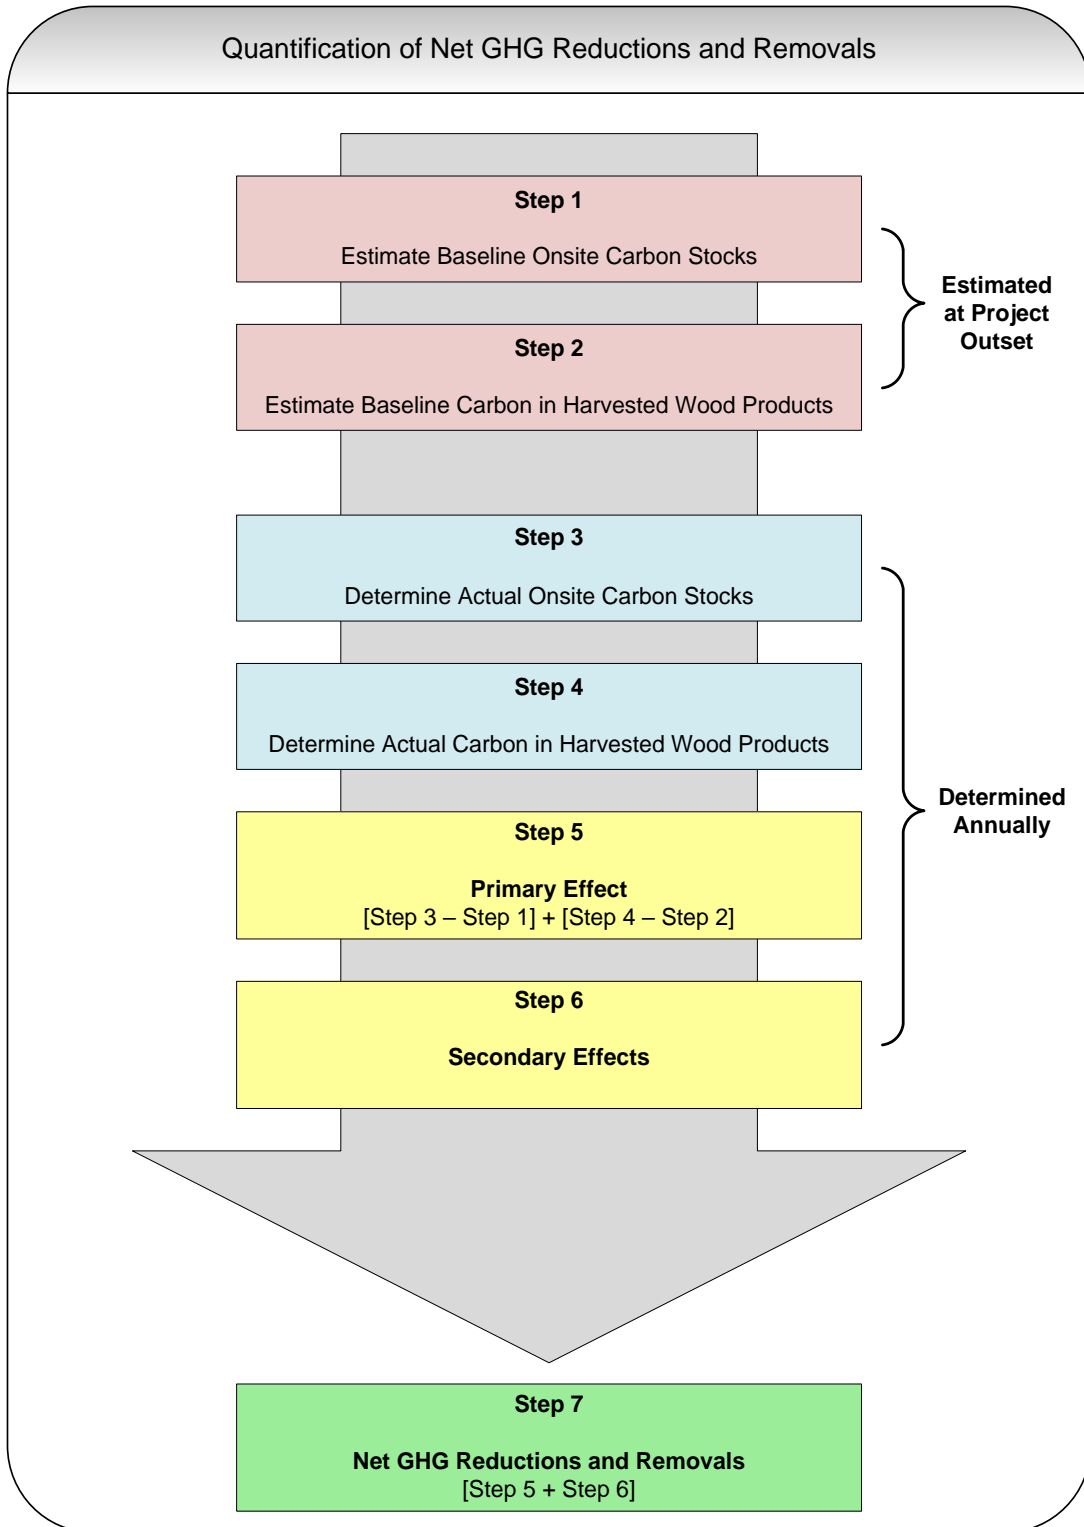 Quantification of Net GHG Reductions and Removals
Step 1
Estimate Baseline Onsite Carbon Stocks
Step 2
Estimate Baseline Carbon in Harvested Wood Products
Estimated
at Project
Outset
Step 3
Determine Actual Onsite Carbon Stocks
Step 4
Determine Actual Carbon in Harvested Wood Products
Step 5
Primary Effect
[Step 3 – Step 1] + [Step 4 – Step 2]
Step 6
Secondary Effects
Determined
Annually
Step 7
Net GHG Reductions and Removals
[Step 5 + Step 6]